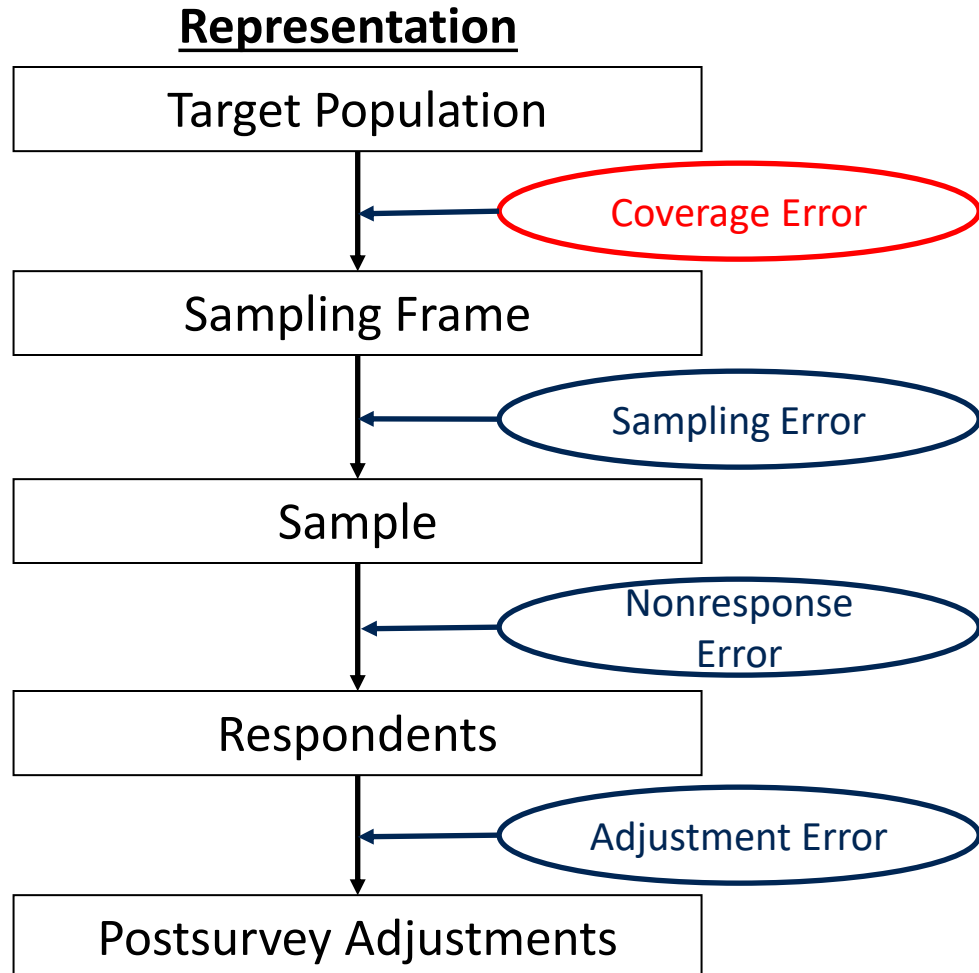 Representation
Target Population
Coverage Error
Sampling Frame
Sampling Error
Sample
Nonresponse
Error
Respondents
Adjustment Error
Postsurvey Adjustments